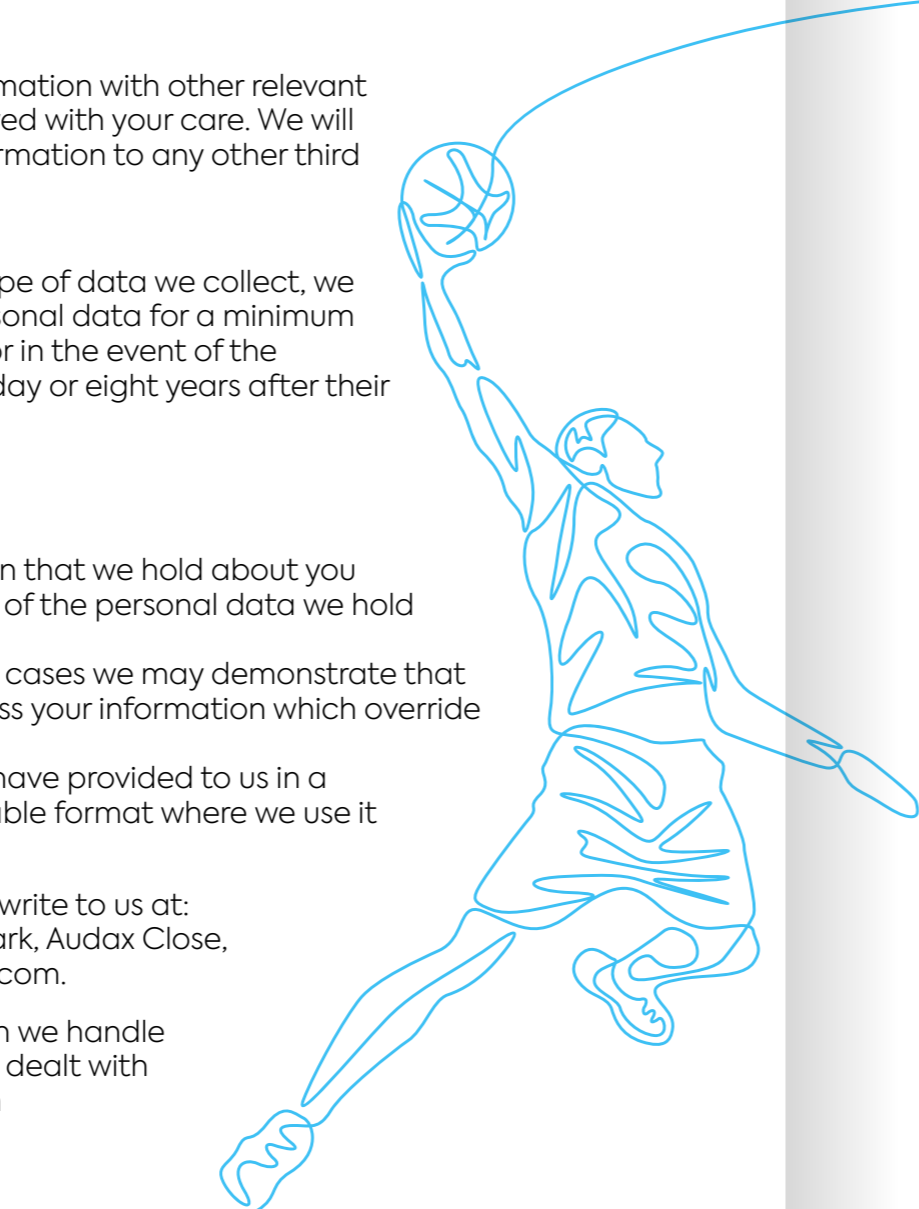 mation with other relevant
ed with your care. We will
rmation to any other third
pe of data we collect, we
sonal data for a minimum
or in the event of the
day or eight years after their
n that we hold about you
of the personal data we hold
cases we may demonstrate that
ss your information which override
have provided to us in a
ble format where we use it
write to us at:
ark, Audax Close,
com.
h we handle
dealt with